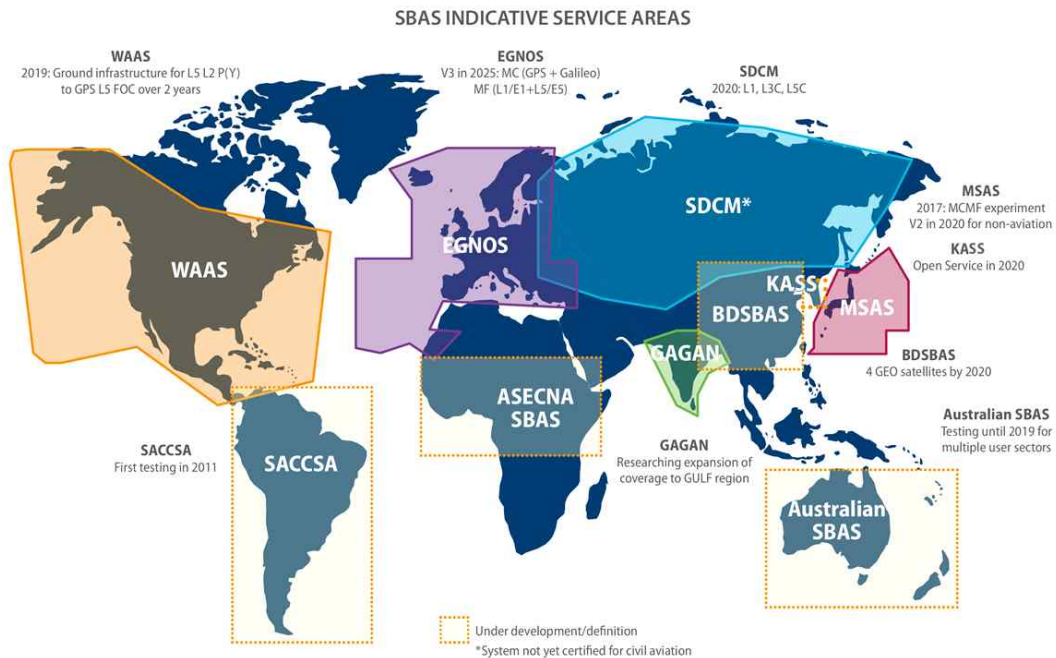 SBAS INDICATIVE SERVICE AREAS
WAAS
2019: Ground infrastructure for L5 L2 P(Y)
to GPS L5 FOC over 2 years
EGNOS
V3 in 2025: MC (GPS + Galileo)
MF (L1/E1+L5/E5)
SDCM
2020: L1, L3C, L5C
MSAS
2017: MCMF experiment
V2 in 2020 for non-aviation
KASS
Open Service in 2020
BDSBAS
4 GEO satellites by 2020
Australian SBAS
Testing until 2019 for
multiple user sectors
GAGAN
Researching expansion of
coverage to GULF region
SACCSA
First testing in 2011
WAAS
EGNOS
SDCM*
KASS
BDSBAS
MSAS
GAGAN
ASECNA
SBAS
SACCSA
Australian
SBAS
Under development/definition
*System not yet certified for civil aviation